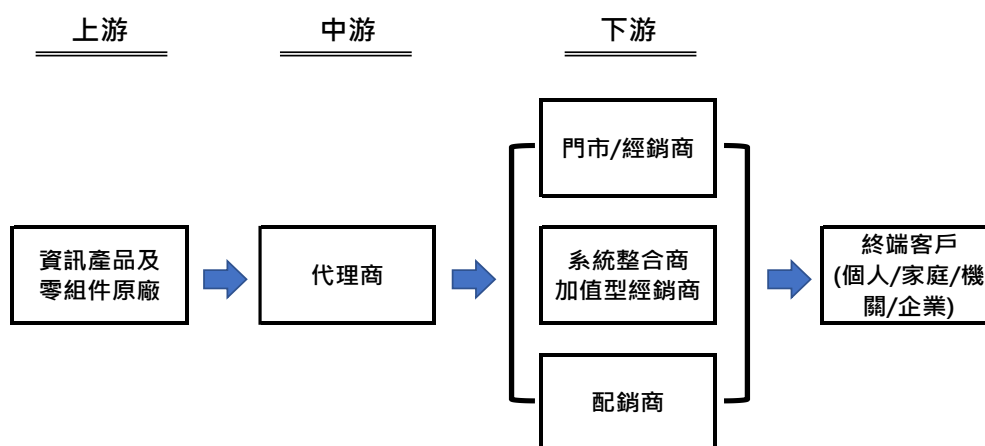 上游
中游
下游
門市/經銷商
資訊產品及
零組件原廠
代理商
系統整合商
加值型經銷商
配銷商
終端客戶
(個人/家庭/機
關/企業)